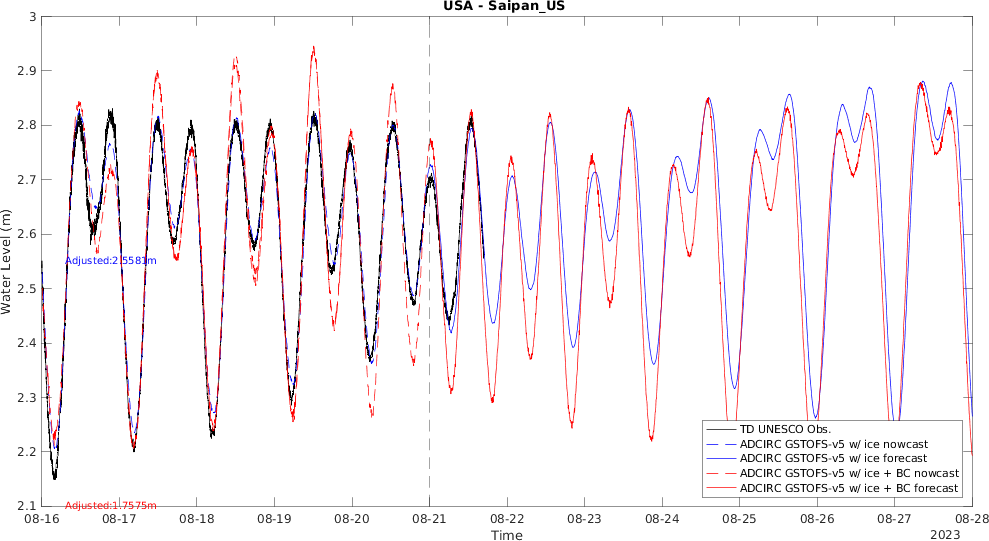 USA - Saipan_US
3
2.9
2.8
2.7
2.6
2.5
2.4
2.3
2.2
2.1
Water Level (m)
Adjusted:2.5581m
Adjusted:1.7575m
TD UNESCO Obs.
ADCIRC GSTOFS-v5 w/ ice nowcast
ADCIRC GSTOFS-v5 w/ ice forecast
ADCIRC GSTOFS-v5 w/ ice + BC nowcast
ADCIRC GSTOFS-v5 w/ ice + BC forecast
08-16 08-17 08-18 08-19 08-20 08-21 08-22 08-23 08-24 08-25 08-26 08-27 08-28
Time
2023